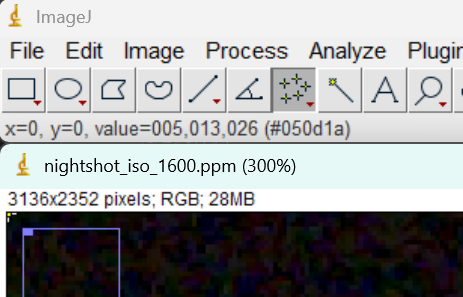 ImageJ
File Edit Image Process Analyze Plugin
A
x=0, y=0, value=005,013,026 (#050d1a)
nightshot_iso_1600.ppm (300%)
3136x2352 pixels; RGB; 28MB